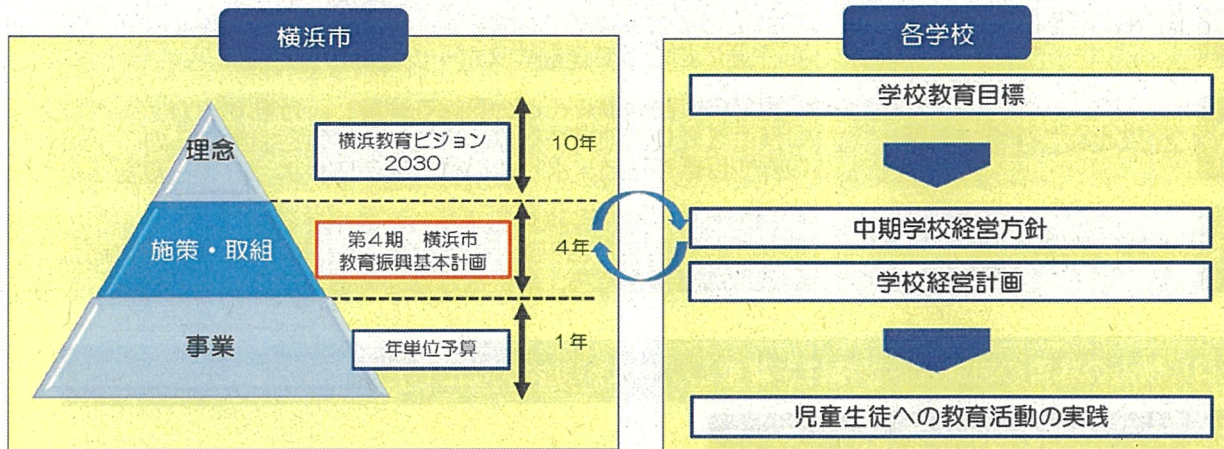 横浜市
理念
横浜教育ビジョン
2030
10年
施策・取組
第4期 横浜市
教育振興基本計画
4年
事業
年単位予算
1年
各学校
学校教育目標
中期学校経営方針
学校経営計画
児童生徒への教育活動の実践